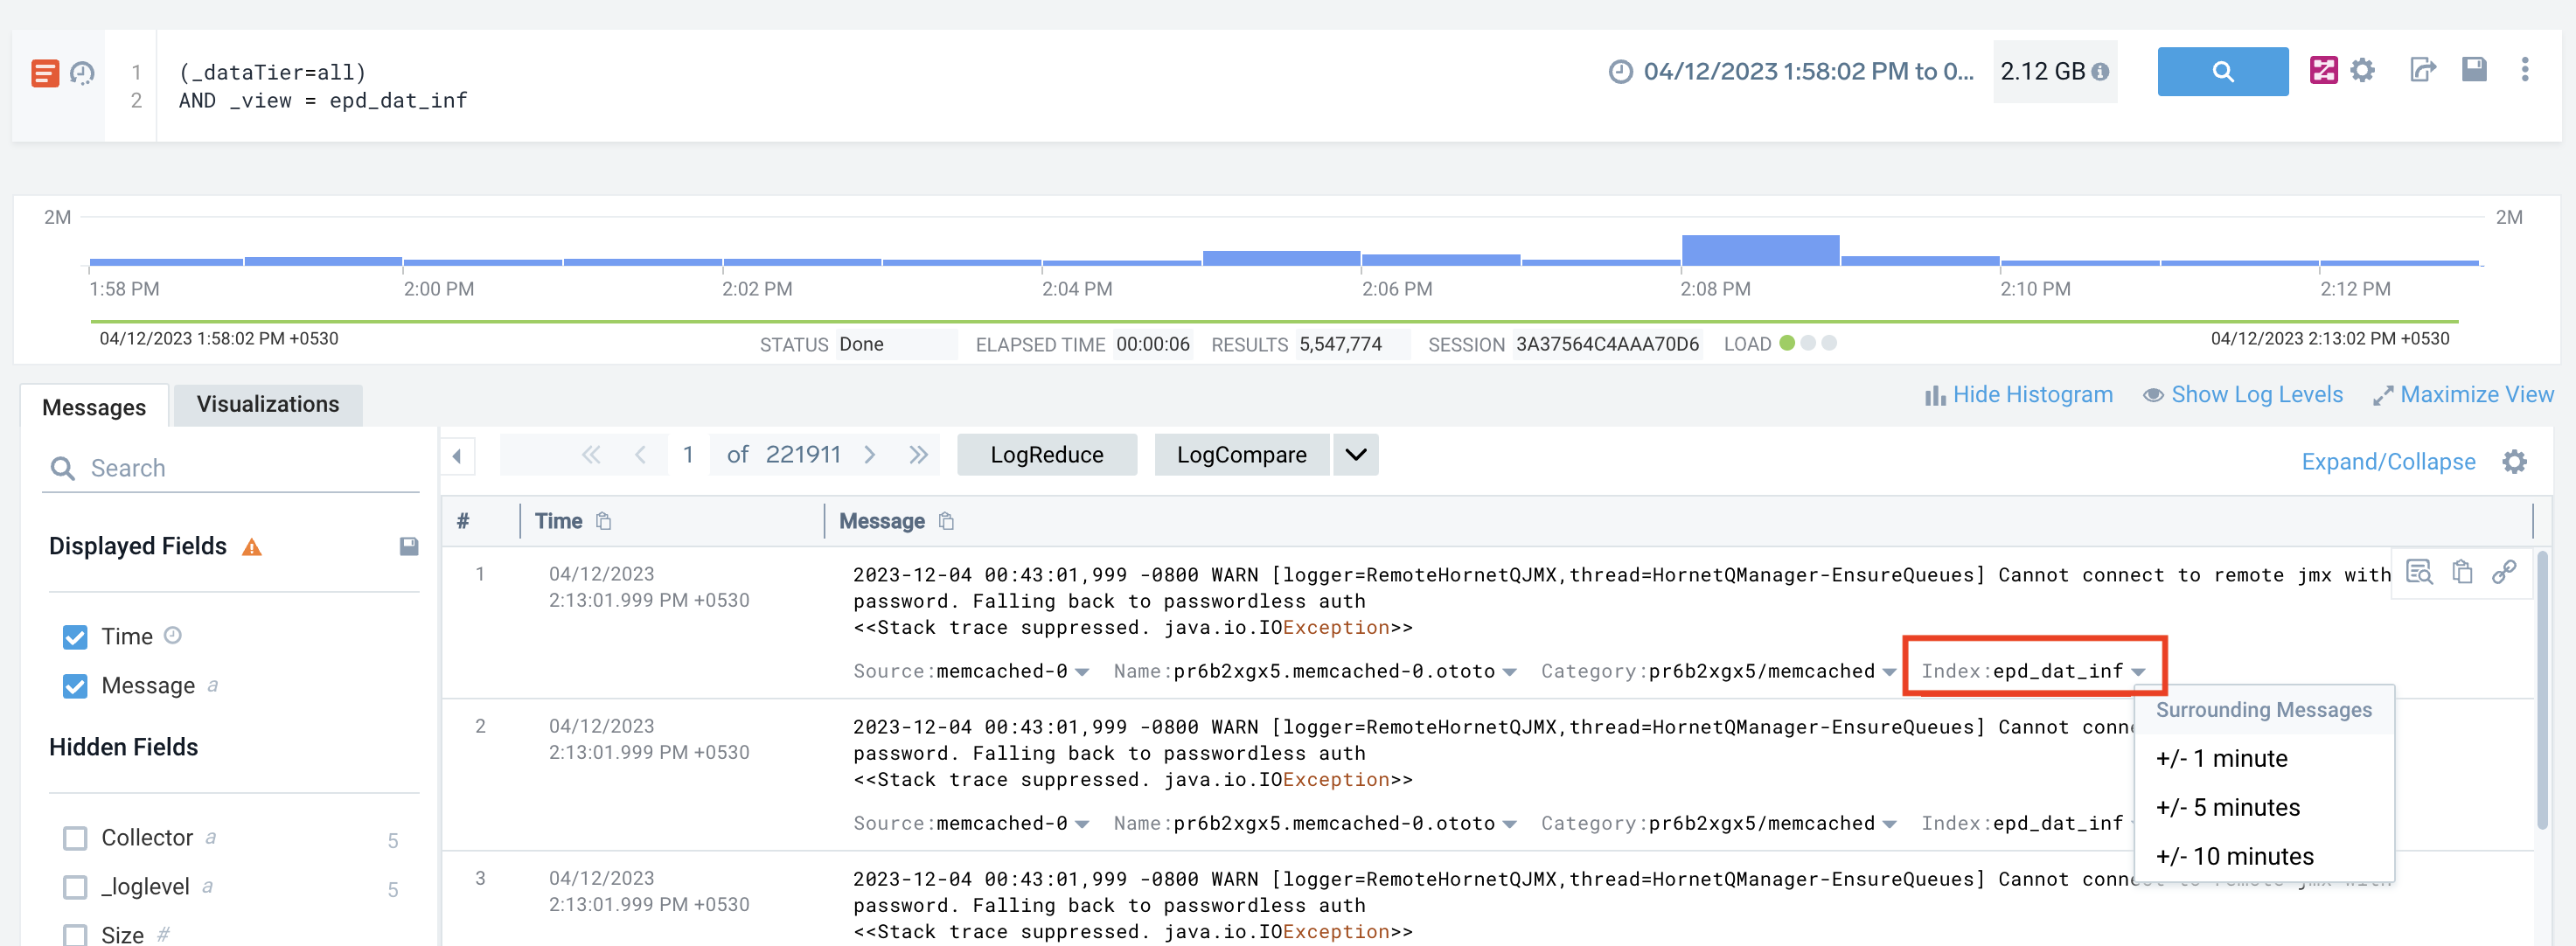 1 (_dataTier=all)
2 AND _view = epd_dat_inf
04/12/2023 1:58:02 PM to 0...
2.12 GB
2M
2M
1:58 PM 2:00 PM 2:02 PM 2:04 PM 2:06 PM 2:08 PM 2:10 PM 2:12 PM
04/12/2023 1:58:02 PM +0530
STATUS Done ELAPSED TIME 00:00:06 RESULTS 5,547,774 SESSION 3A37564C4AAA70D6 LOAD
04/12/2023 2:13:02 PM +0530
Messages Visualizations
Hide Histogram Show Log Levels Maximize View
Search
1 of 221911
LogReduce LogCompare
Expand/Collapse
Displayed Fields
Time
Message a
Hidden Fields
Collector a 5
_loglevel a 5
Size #
# Time Message
1
04/12/2023
2:13:01.999 PM +0530
2023-12-04 00:43:01,999 -0800 WARN [logger=RemoteHornetQJMX,thread=HornetQManager-EnsureQueues] Cannot connect to remote jmx with
password. Falling back to passwordless auth
<<Stack trace suppressed. java.io.IOException>>
Source:memcached-0 Name:pr6b2xgx5.memcached-0.ototo Category:pr6b2xgx5/memcached Index:epd_dat_inf
Surrounding Messages
+/- 1 minute
+/- 5 minutes
+/- 10 minutes
2
04/12/2023
2:13:01.999 PM +0530
2023-12-04 00:43:01,999 -0800 WARN [logger=RemoteHornetQJMX,thread=HornetQManager-EnsureQueues] Cannot conne
password. Falling back to passwordless auth
<<Stack trace suppressed. java.io.IOException>>
Source:memcached-0 Name:pr6b2xgx5.memcached-0.ototo Category:pr6b2xgx5/memcached Index:epd_dat_inf
3
04/12/2023
2:13:01.999 PM +0530
2023-12-04 00:43:01,999 -0800 WARN [logger=RemoteHornetQJMX,thread=HornetQManager-EnsureQueues] Cannot connect to remote jmx with
password. Falling back to passwordless auth
<<Stack trace suppressed. java.io.IOException>>